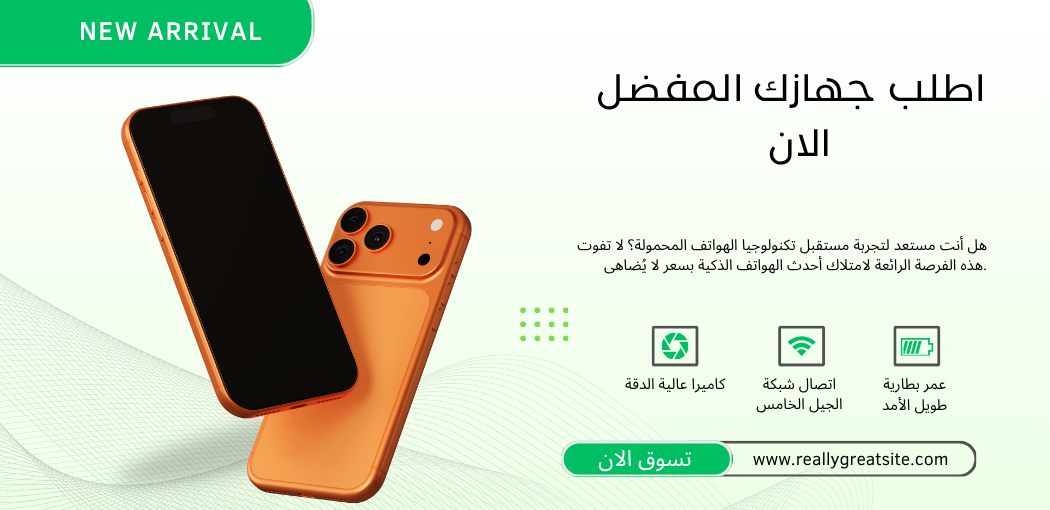 NEW ARRIVAL
اطلب جهازك المفضل
الان
هل أنت مستعد لتجربة مستقبل تكنولوجيا الهواتف المحمولة؟ لا تفوت
هذه الفرصة الرائعة لامتلاك أحدث الهواتف الذكية بسعر لا يُضاهى.
عمر بطارية
طويل الأمد
اتصال شبكة
الجيل الخامس
كاميرا عالية الدقة
تسوق الان
www.reallygreatsite.com